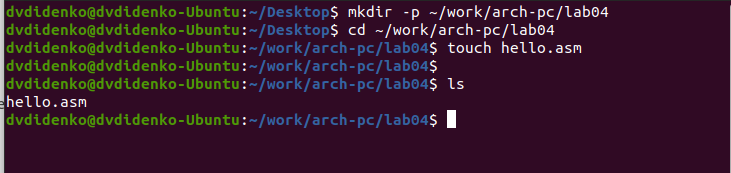 dvdidenko@dvdidenko-Ubuntu:~/Desktop$ mkdir -p ~/work/arch-pc/lab04
dvdidenko@dvdidenko-Ubuntu:~/Desktop$ cd ~/work/arch-pc/lab04
dvdidenko@dvdidenko-Ubuntu:~/work/arch-pc/lab04$ touch hello.asm
dvdidenko@dvdidenko-Ubuntu:~/work/arch-pc/lab04$
dvdidenko@dvdidenko-Ubuntu:~/work/arch-pc/lab04$ ls
hello.asm
dvdidenko@dvdidenko-Ubuntu:~/work/arch-pc/lab04$